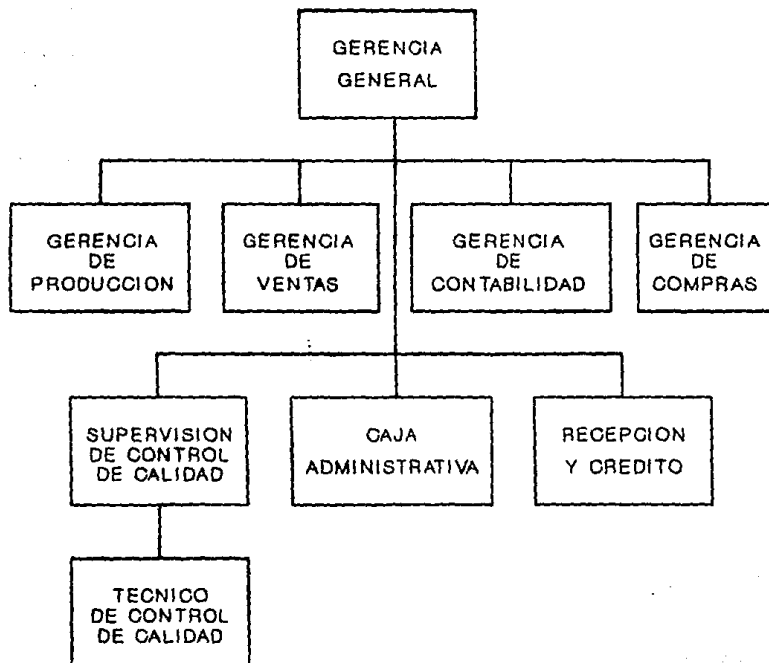 GERENCIA
GENERAL
GERENCIA
DE
PRODUCCION
GERENCIA
DE
VENTAS
GERENCIA
DE
CONTABILIDAD
GERENCIA
DE
COMPRAS
SUPERVISION
DE CONTROL
DE CALIDAD
CAJA
ADMINISTRATIVA
RECEPCION
Y CREDITO
TECNICO
DE CONTROL
DE CALIDAD